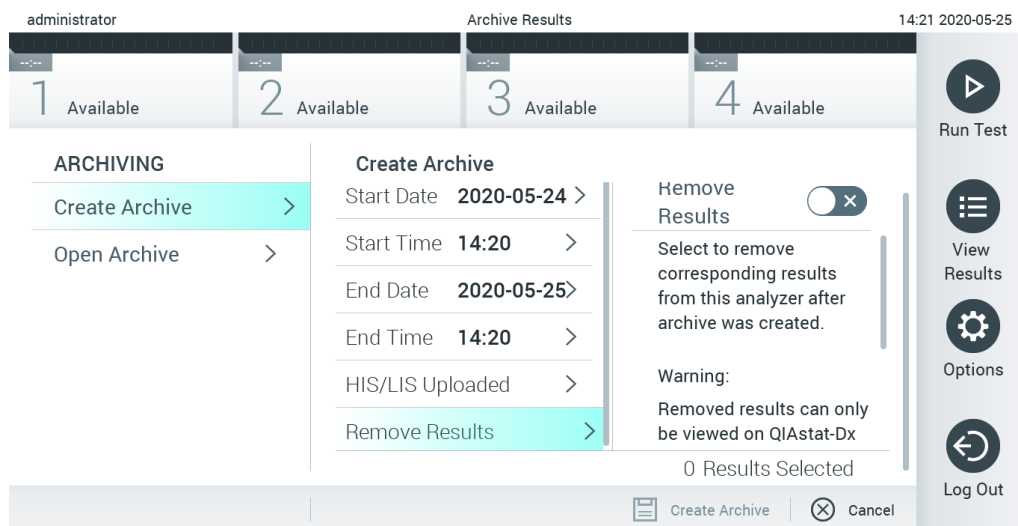 administrator
Archive Results
14:21 2020-05-25
--:--
1 Available
--:--
2 Available
--:--
3 Available
--:--
4 Available
Run Test
View
Results
Options
Log Out
ARCHIVING
Create Archive
Open Archive
Create Archive
Start Date 2020-05-24
Start Time 14:20
End Date 2020-05-25
End Time 14:20
HIS/LIS Uploaded
Remove Results
Remove
Results
Select to remove
corresponding results
from this analyzer after
archive was created.
Warning:
Removed results can only
be viewed on QIAstat-Dx
0 Results Selected
Create Archive
Cancel